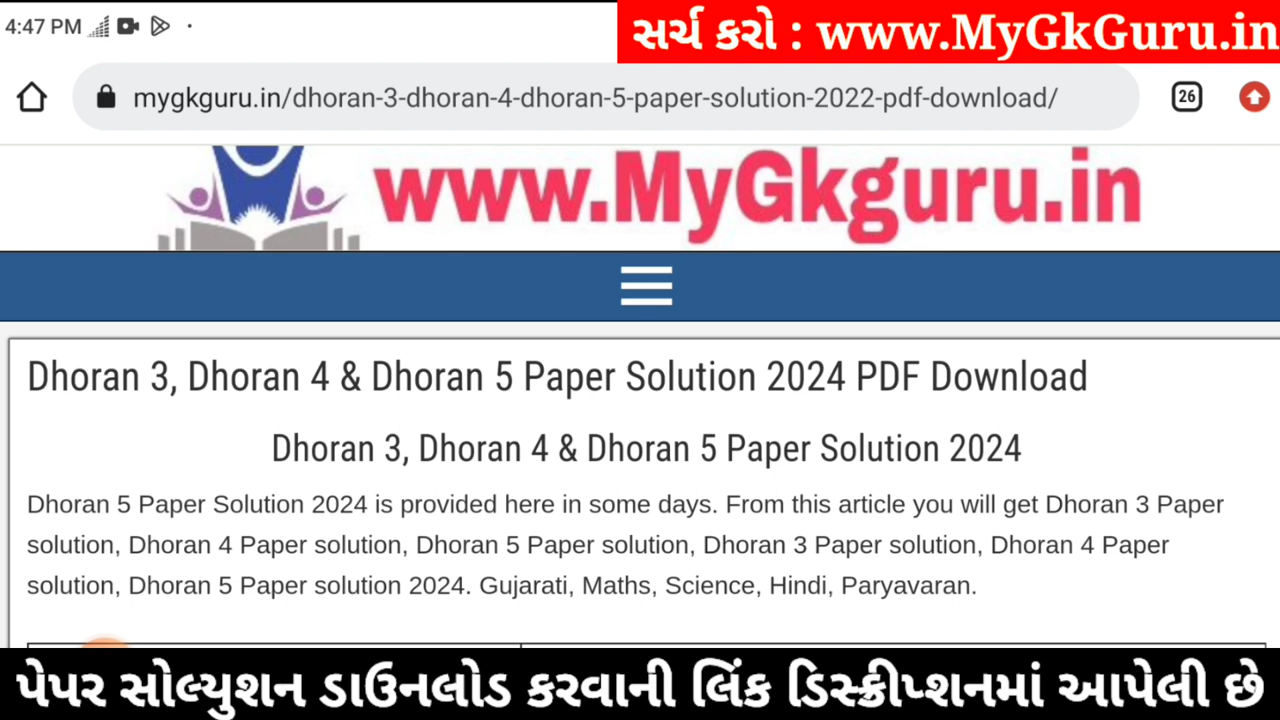 4:47 PM
સર્ચ કરો : www.MyGkGuru.in
mygkguru.in/dhoran-3-dhoran-4-dhoran-5-paper-solution-2022-pdf-download/
26
www.MyGkguru.in
Dhoran 3, Dhoran 4 & Dhoran 5 Paper Solution 2024 PDF Download
Dhoran 3, Dhoran 4 & Dhoran 5 Paper Solution 2024
Dhoran 5 Paper Solution 2024 is provided here in some days. From this article you will get Dhoran 3 Paper
solution, Dhoran 4 Paper solution, Dhoran 5 Paper solution, Dhoran 3 Paper solution, Dhoran 4 Paper
solution, Dhoran 5 Paper solution 2024. Gujarati, Maths, Science, Hindi, Paryavaran.
પેપર સોલ્યુશન ડાઉનલોડ કરવાની લિંક ડિસ્ક્રીપ્શનમાં આપેલી છે